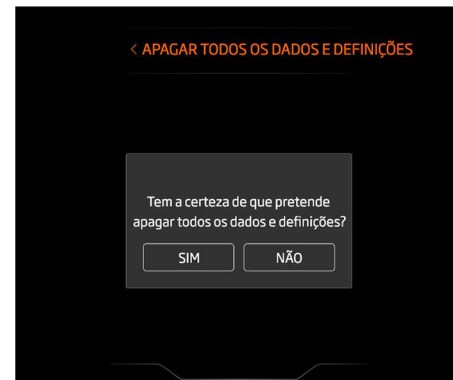 < APAGAR TODOS OS DADOS E DEFINIÇÕES
Tem a certeza de que pretende
apagar todos os dados e definições?
SIM NÃO